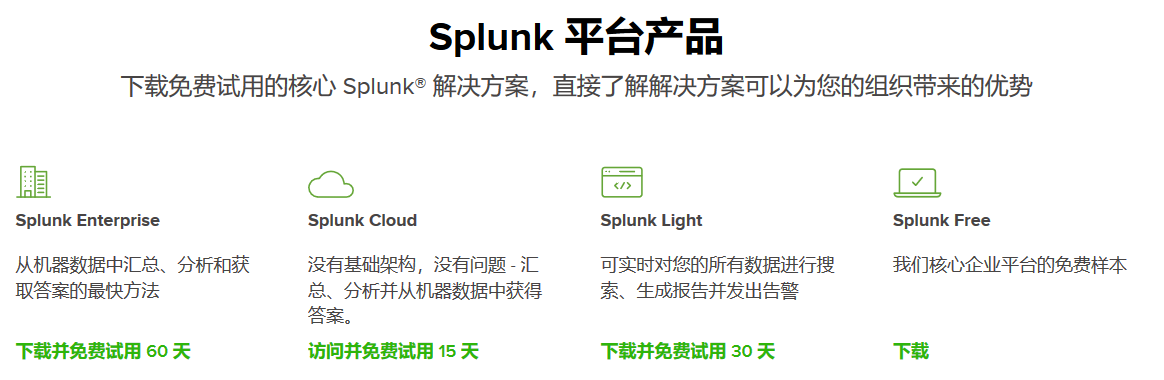 Splunk 平台产品
下载免费试用的核心 Splunk® 解决方案，直接了解解决方案可以为您的组织带来的优势
Splunk Enterprise
从机器数据中汇总、分析和获
取答案的最快方法
下载并免费试用 60 天
Splunk Cloud
没有基础架构，没有问题 - 汇
总、分析并从机器数据中获得
答案。
访问并免费试用 15 天
Splunk Light
可实时对您的所有数据进行搜
索、生成报告并发出告警
下载并免费试用 30 天
Splunk Free
我们核心企业平台的免费样本
下载